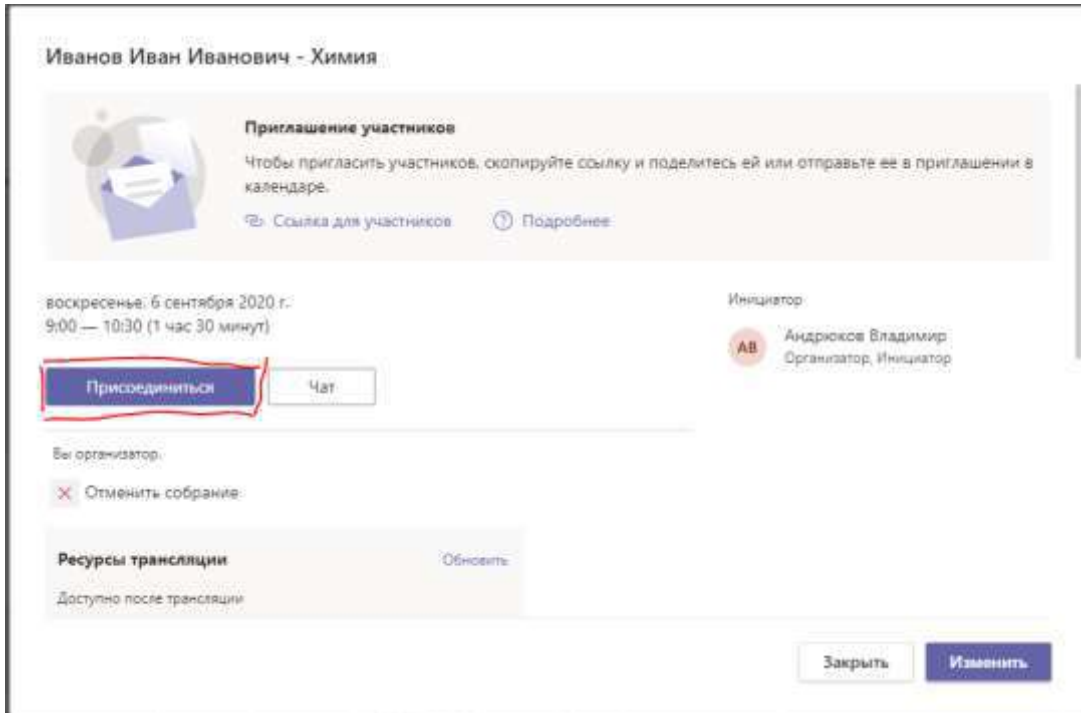 Иванов Иван Иванович - Химия
Приглашение участников
Чтобы пригласить участников, скопируйте ссылку и поделитесь ей или отправьте ее в приглашении в
календаре.
Ссылка для участников
Подробнее
воскресенье, 6 сентября 2020 г.
9:00 — 10:30 (1 час 30 минут)
Инициатор
АВ
Андрюков Владимир
Организатор, Инициатор
Присоединиться
Чат
Вы организатор.
Отменить собрание
Ресурсы трансляции
Обновить
Доступно после трансляции
Закрыть
Изменить